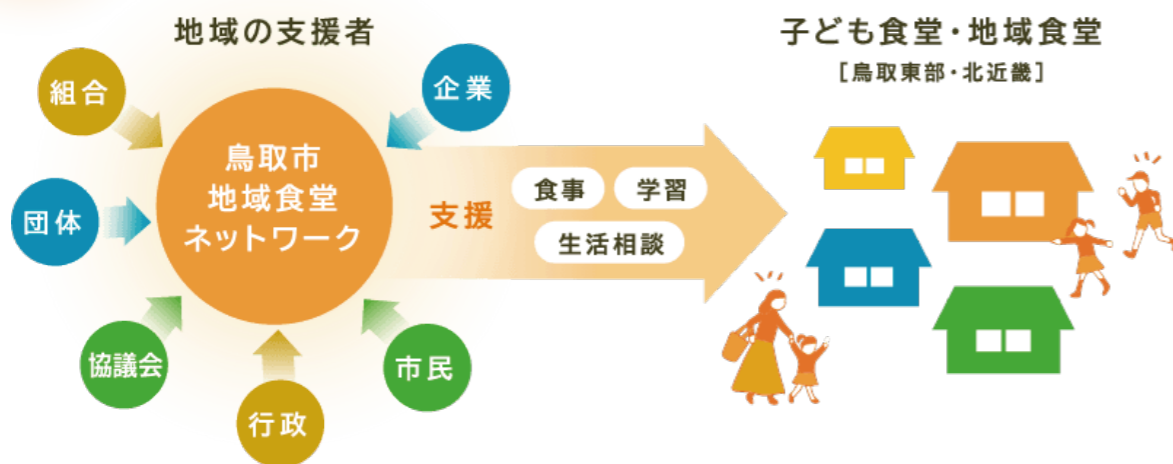 地域の支援者
組合
企業
団体
鳥取市
地域食堂
ネットワーク
協議会
行政
市民
支援
食事
学習
生活相談
子ども食堂・地域食堂
[鳥取東部・北近畿]